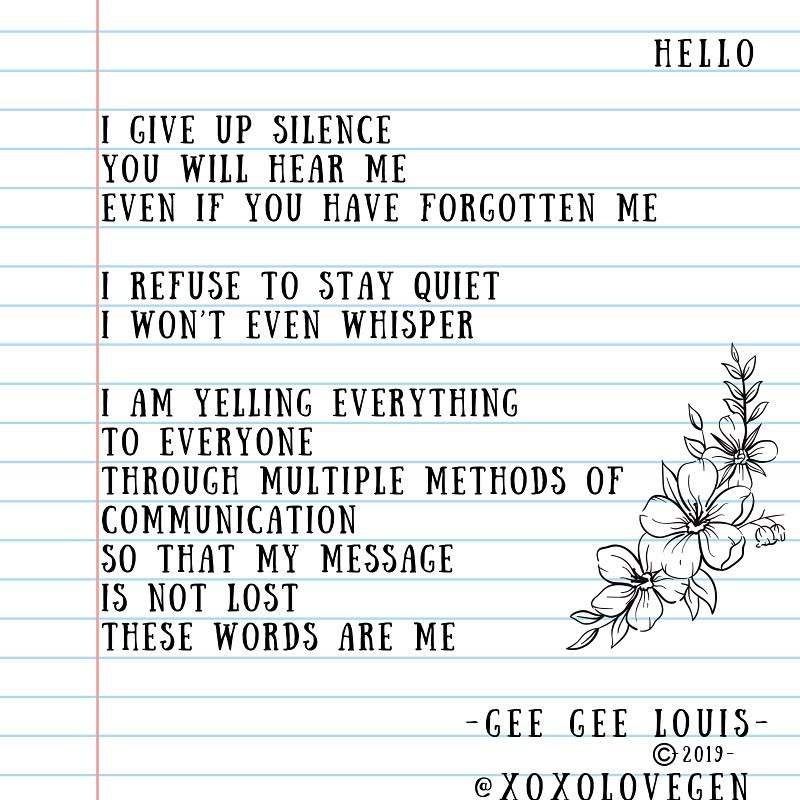 HELLO
I GIVE UP SILENCE
YOU WILL HEAR ME
EVEN IF YOU HAVE FORGOTTEN ME
I REFUSE TO STAY QUIET
I WON'T EVEN WHISPER
I AM YELLING EVERYTHING
TO EVERYONE
THROUGH MULTIPLE METHODS OF
COMMUNICATION
SO THAT MY MESSAGE
IS NOT LOST
THESE WORDS ARE ME
-GEE GEE LOUIS-
©2019-
@XOXOLOVEGEN